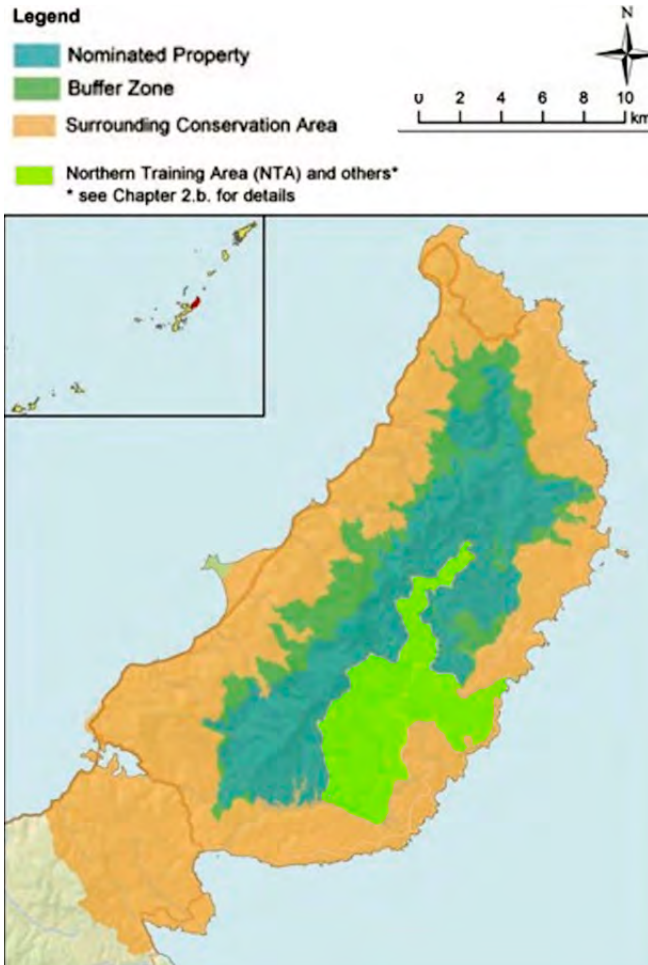 Legend
N
Nominated Property
Buffer Zone
Surrounding Conservation Area
0 2 4 6 8 10
km
Northern Training Area (NTA) and others*
* see Chapter 2.b. for details